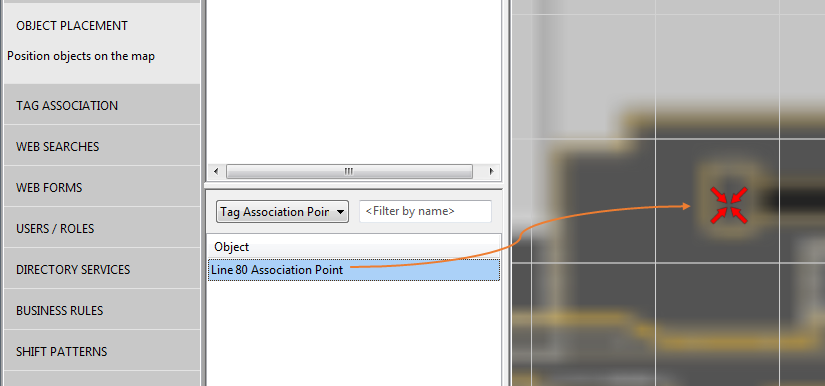 OBJECT PLACEMENT
Position objects on the map
TAG ASSOCIATION
WEB SEARCHES
WEB FORMS
USERS / ROLES
DIRECTORY SERVICES
BUSINESS RULES
SHIFT PATTERNS
Tag Association Poir
<Filter by name>
Object
Line 80 Association Point